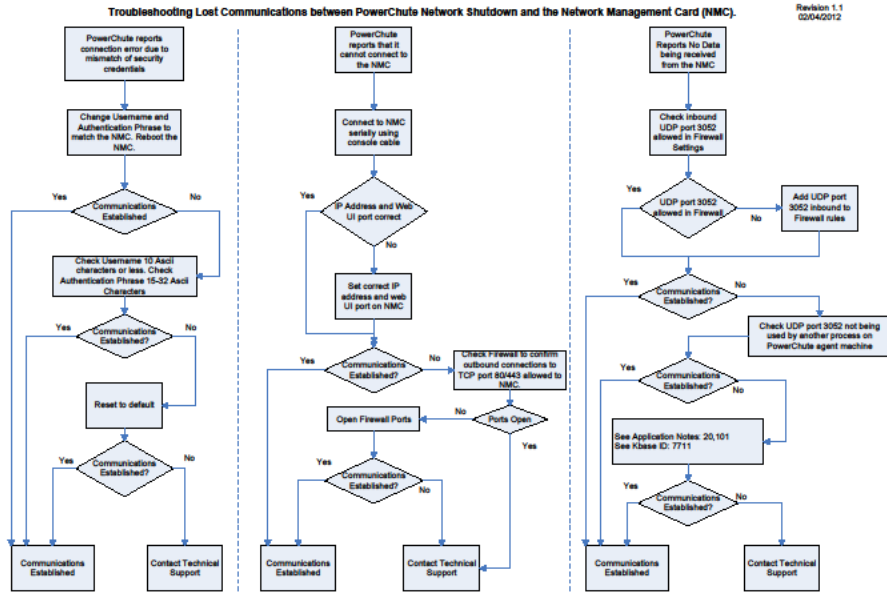 Troubleshooting Lost Communications between PowerChute Network Shutdown and the Network Management Card (NMC).
Revision 1.1
02/04/2012
PowerChute
reports
connection error due to
mismatch of security
credentials
Change Username and
Authentication Phrase to
match the NMC. Reboot the
NMC.
Yes
No
Communications
Established
Check Username 10 Ascii
characters or less. Check
Authentication Phrase 15-32 Ascii
Characters
Yes
No
Communications
Established?
Reset to default
Yes
No
Communications
Established?
Communications
Established
Contact Technical
Support
PowerChute
reports that it
cannot connect to
the NMC
Connect to NMC
serially using
console cable
Yes
IP Address and Web
UI port correct
No
Set correct IP
address and web
UI port on NMC
Yes
No
Communications
Established?
Check Firewall to confirm
outbound connections to
TCP port 80/443 allowed to
NMC.
Open Firewall Ports
No
Ports Open
Yes
Yes
Communications
Established?
No
Communications
Established
Contact Technical
Support
PowerChute
Reports No Data
being received
from the NMC
Check inbound
UDP port 3052
allowed in Firewall
Settings
Yes
UDP port 3052
allowed in Firewall
No
Add UDP port
3052 inbound to
Firewall rules
Yes
Communications
Established?
No
Check UDP port 3052 not being
used by another process on
PowerChute agent machine
Yes
Communications
Established?
No
See Application Notes: 20,101
See Kbase ID: 7711
Yes
No
Communications
Established?
Communications
Established
Contact Technical
Support